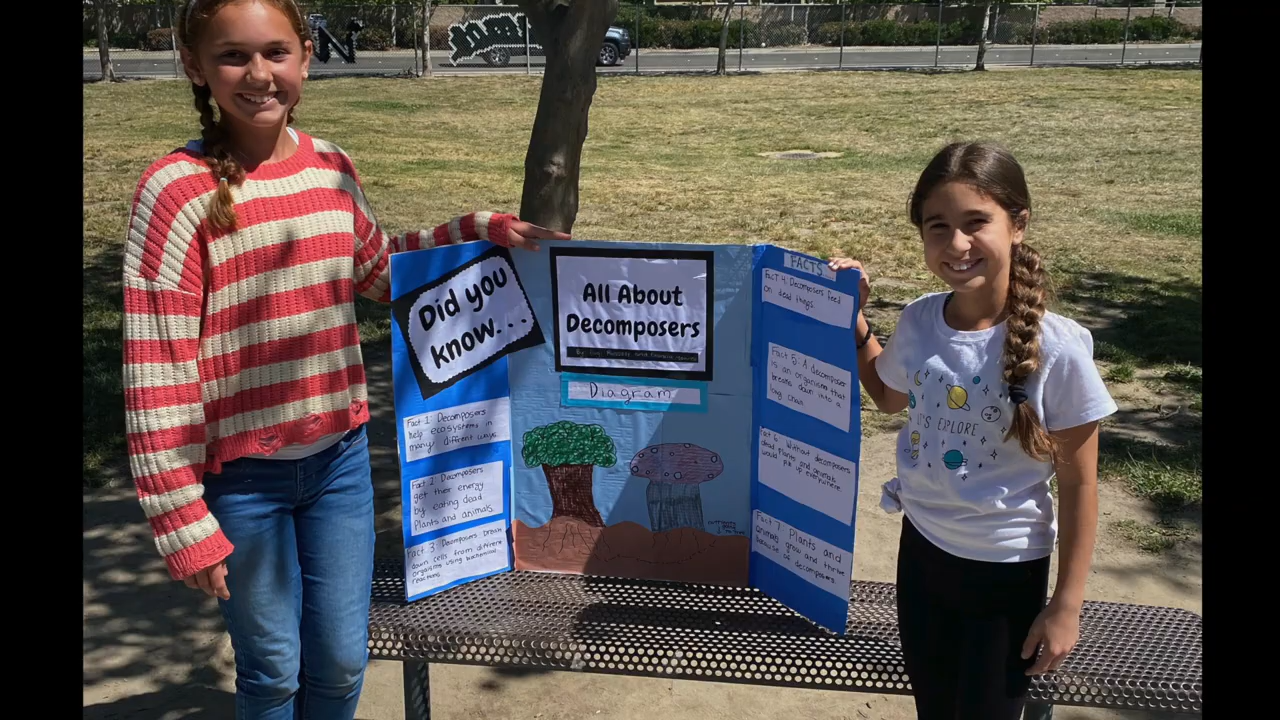 Did you
know...
Fact 1: Decomposers
help ecosystems in
many different ways.
Fact 2: Decomposers
get their energy
by eating dead
Plants and animals.
Fact 3: Decomposers break
down cells from different
organisms using biochemical
reactions.
All About
Decomposers
Diagram
FACTS
Fact 4: Decomposers feed
on dead things.
Fact 5: A decomposer
is an organism that
breaks down into a
long chain.
Fact 6: Without decomposers
dead plants and animals
would pile up everywhere.
Fact 7: Plants and
animals grow and thrive
because of decomposers.
LET'S EXPLORE
N